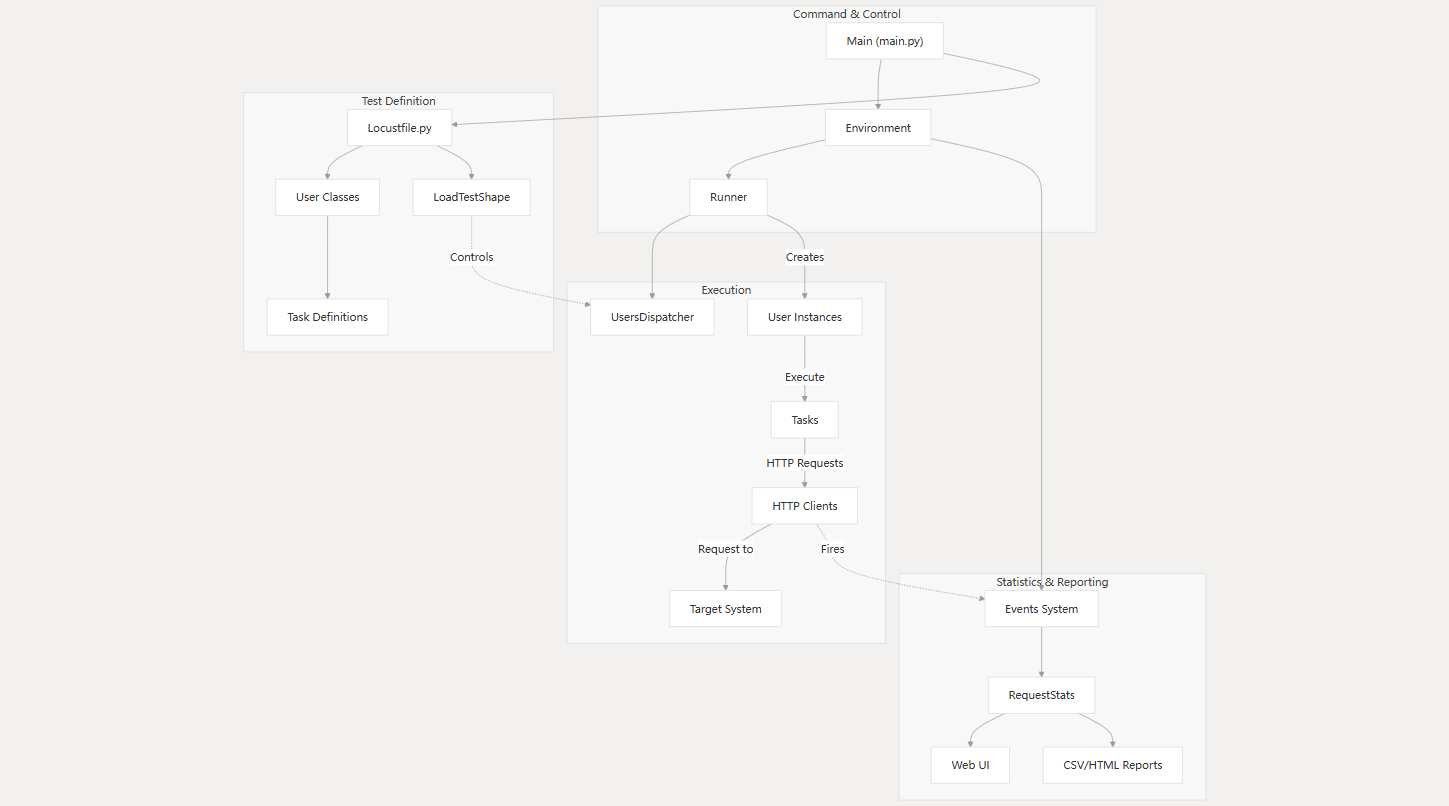 Command & Control
Main (main.py)
Test Definition
Locustfile.py
Environment
User Classes
LoadTestShape
Runner
Controls
Creates
Execution
Task Definitions
UsersDispatcher
User Instances
Execute
Tasks
HTTP Requests
HTTP Clients
Request to
Fires
Statistics & Reporting
Target System
Events System
RequestStats
Web UI
CSV/HTML Reports